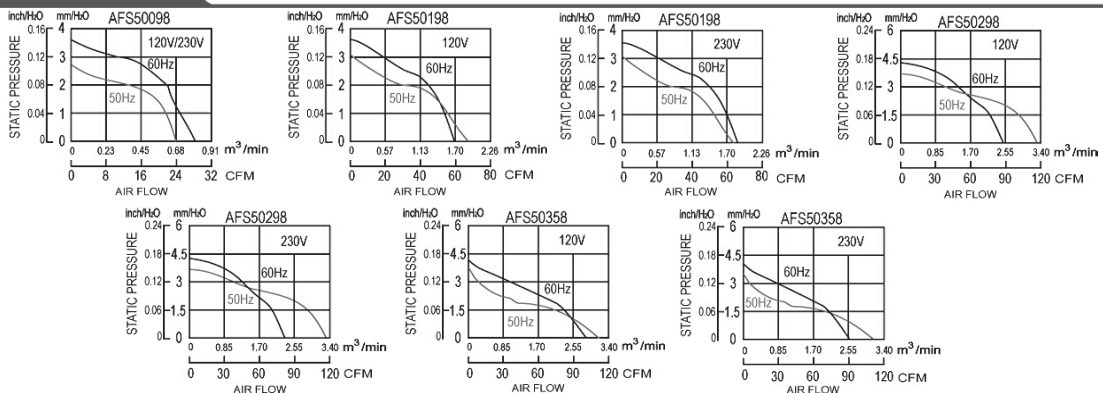 inch/H2O mm/H2O AFS50098
STATIC PRESSURE
0.16 4
0.12 3
0.08 2
0.04 1
0 0
120V/230V
60Hz
50Hz
0 0.23 0.45 0.68 0.91 m³/min
0 8 16 24 32 CFM
AIR FLOW
inch/H2O mm/H2O AFS50198
STATIC PRESSURE
0.16 4
0.12 3
0.08 2
0.04 1
0 0
120V
60Hz
50Hz
0 0.57 1.13 1.70 2.26 m³/min
0 20 40 60 80 CFM
AIR FLOW
inch/H2O mm/H2O AFS50198
STATIC PRESSURE
0.16 4
0.12 3
0.08 2
0.04 1
0 0
230V
60Hz
50Hz
0 0.57 1.13 1.70 2.26 m³/min
0 20 40 60 80 CFM
AIR FLOW
inch/H2O mm/H2O AFS50298
STATIC PRESSURE
0.24 6
0.18 4.5
0.12 3
0.06 1.5
0 0
120V
60Hz
50Hz
0 0.85 1.70 2.55 3.40 m³/min
0 30 60 90 120 CFM
AIR FLOW
inch/H2O mm/H2O AFS50298
STATIC PRESSURE
0.24 6
0.18 4.5
0.12 3
0.06 1.5
0 0
230V
60Hz
50Hz
0 0.85 1.70 2.55 3.40 m³/min
0 30 60 90 120 CFM
AIR FLOW
inch/H2O mm/H2O AFS50358
STATIC PRESSURE
0.24 6
0.18 4.5
0.12 3
0.06 1.5
0 0
120V
60Hz
50Hz
0 0.85 1.70 2.55 3.40 m³/min
0 30 60 90 120 CFM
AIR FLOW
inch/H2O mm/H2O AFS50358
STATIC PRESSURE
0.24 6
0.18 4.5
0.12 3
0.06 1.5
0 0
230V
60Hz
50Hz
0 0.85 1.70 2.55 3.40 m³/min
0 30 60 90 120 CFM
AIR FLOW